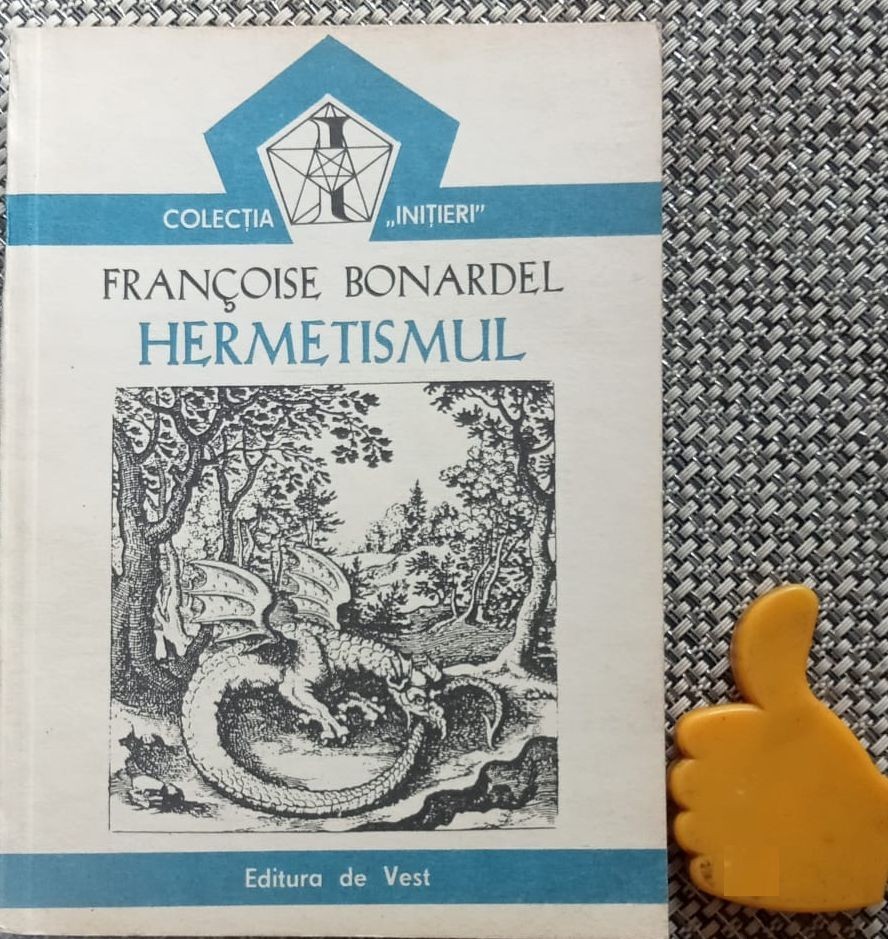 COLECȚIA „INIȚIERI”
FRANÇOISE BONARDEL
HERMETISMUL
Editura de Vest